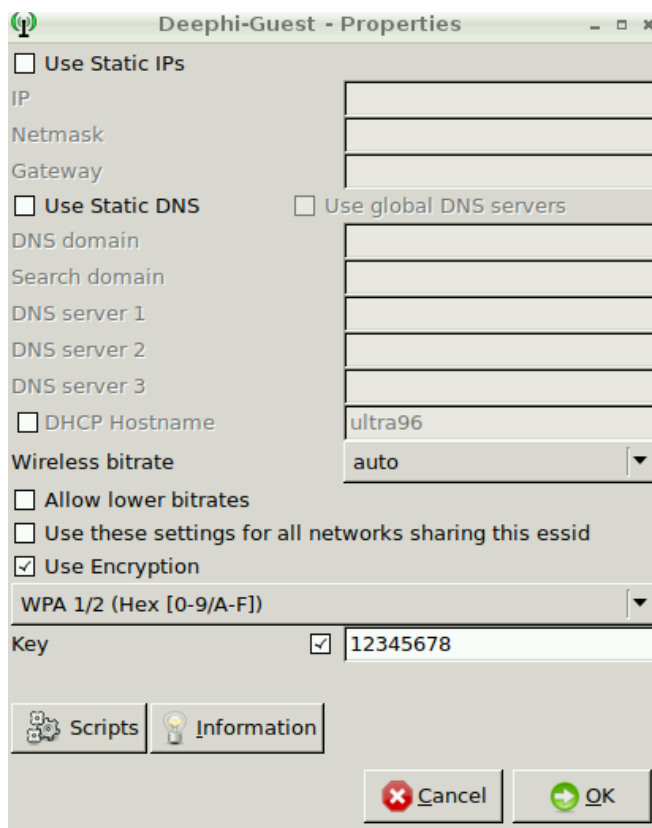 Deephi-Guest - Properties
Use Static IPs
IP
Netmask
Gateway
Use Static DNS Use global DNS servers
DNS domain
Search domain
DNS server 1
DNS server 2
DNS server 3
DHCP Hostname ultra96
Wireless bitrate auto
Allow lower bitrates
Use these settings for all networks sharing this essid
Use Encryption
WPA 1/2 (Hex [0-9/A-F])
Key 12345678
Scripts Information
Cancel OK